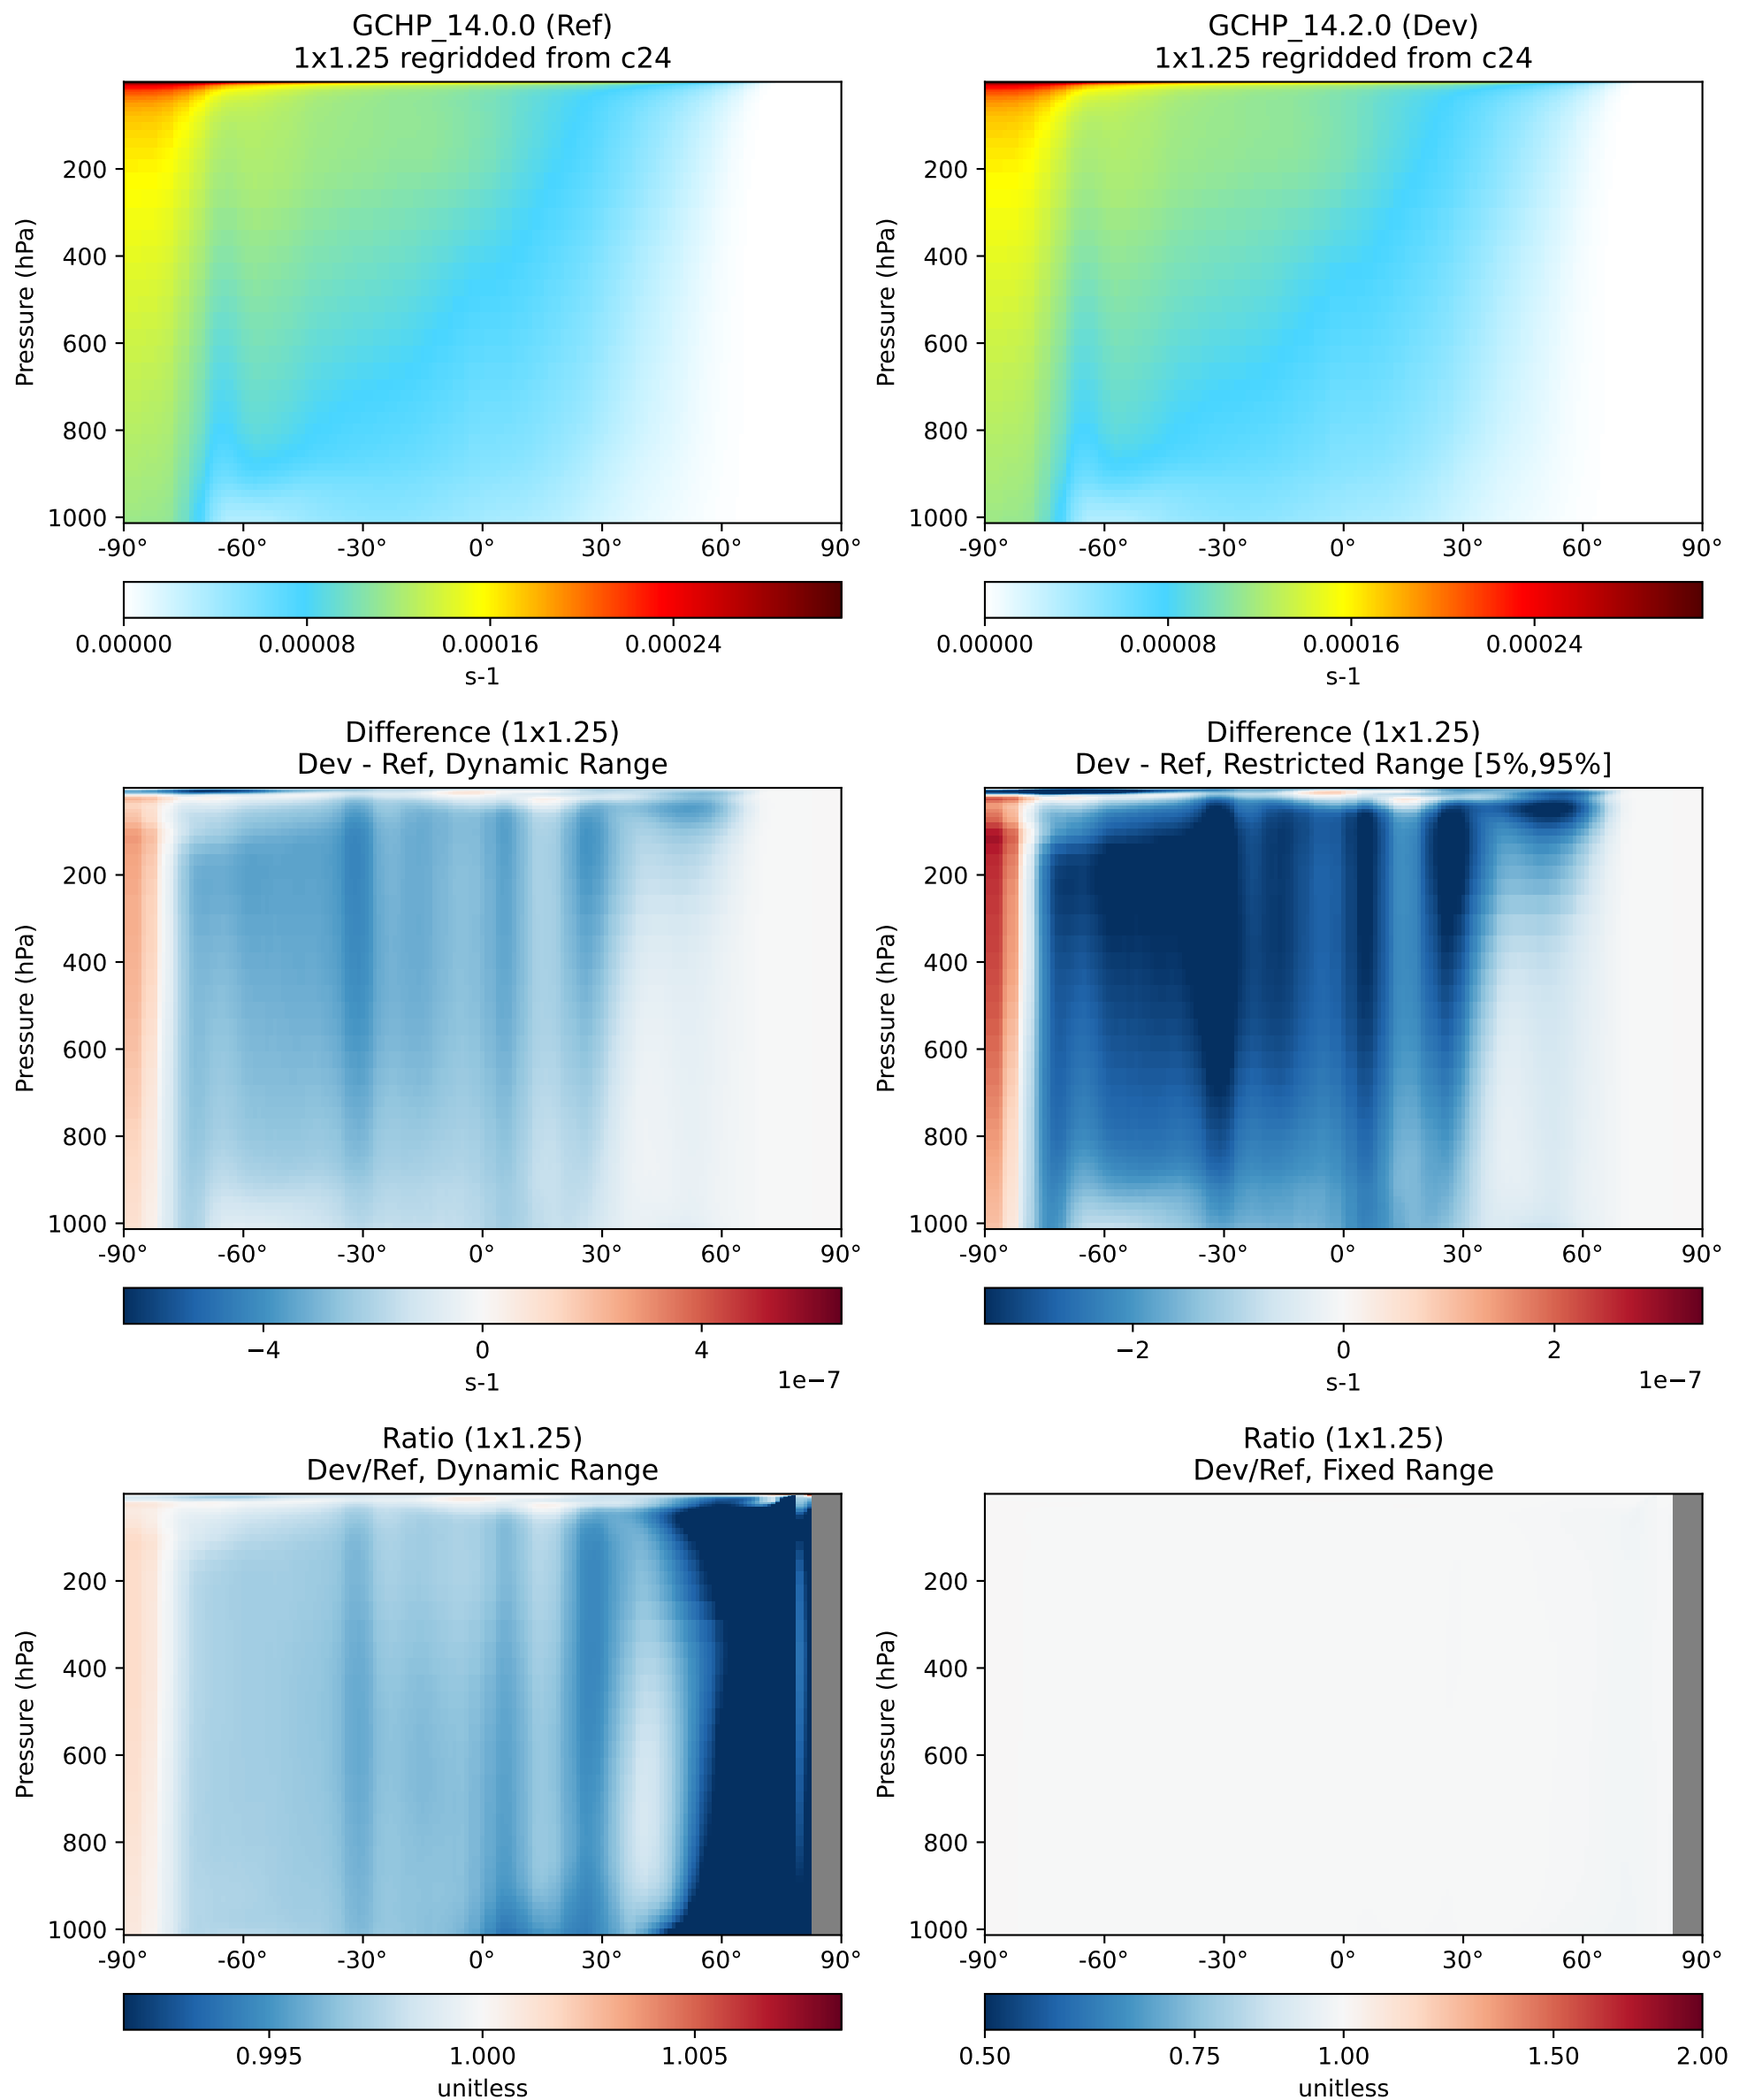 GCHP_14.0.0 (Ref)
1x1.25 regridded from c24
GCHP_14.2.0 (Dev)
1x1.25 regridded from c24
Pressure (hPa)
200
400
600
800
1000
-90° -60° -30° 0° 30° 60° 90°
0.00000 0.00008 0.00016 0.00024
s-1
Pressure (hPa)
200
400
600
800
1000
-90° -60° -30° 0° 30° 60° 90°
0.00000 0.00008 0.00016 0.00024
s-1
Difference (1x1.25)
Dev - Ref, Dynamic Range
Pressure (hPa)
200
400
600
800
1000
-90° -60° -30° 0° 30° 60° 90°
−4 0 4
s-1 1e−7
Difference (1x1.25)
Dev - Ref, Restricted Range [5%,95%]
Pressure (hPa)
200
400
600
800
1000
-90° -60° -30° 0° 30° 60° 90°
−2 0 2
s-1 1e−7
Ratio (1x1.25)
Dev/Ref, Dynamic Range
Pressure (hPa)
200
400
600
800
1000
-90° -60° -30° 0° 30° 60° 90°
0.995 1.000 1.005
unitless
Ratio (1x1.25)
Dev/Ref, Fixed Range
Pressure (hPa)
200
400
600
800
1000
-90° -60° -30° 0° 30° 60° 90°
0.50 0.75 1.00 1.50 2.00
unitless